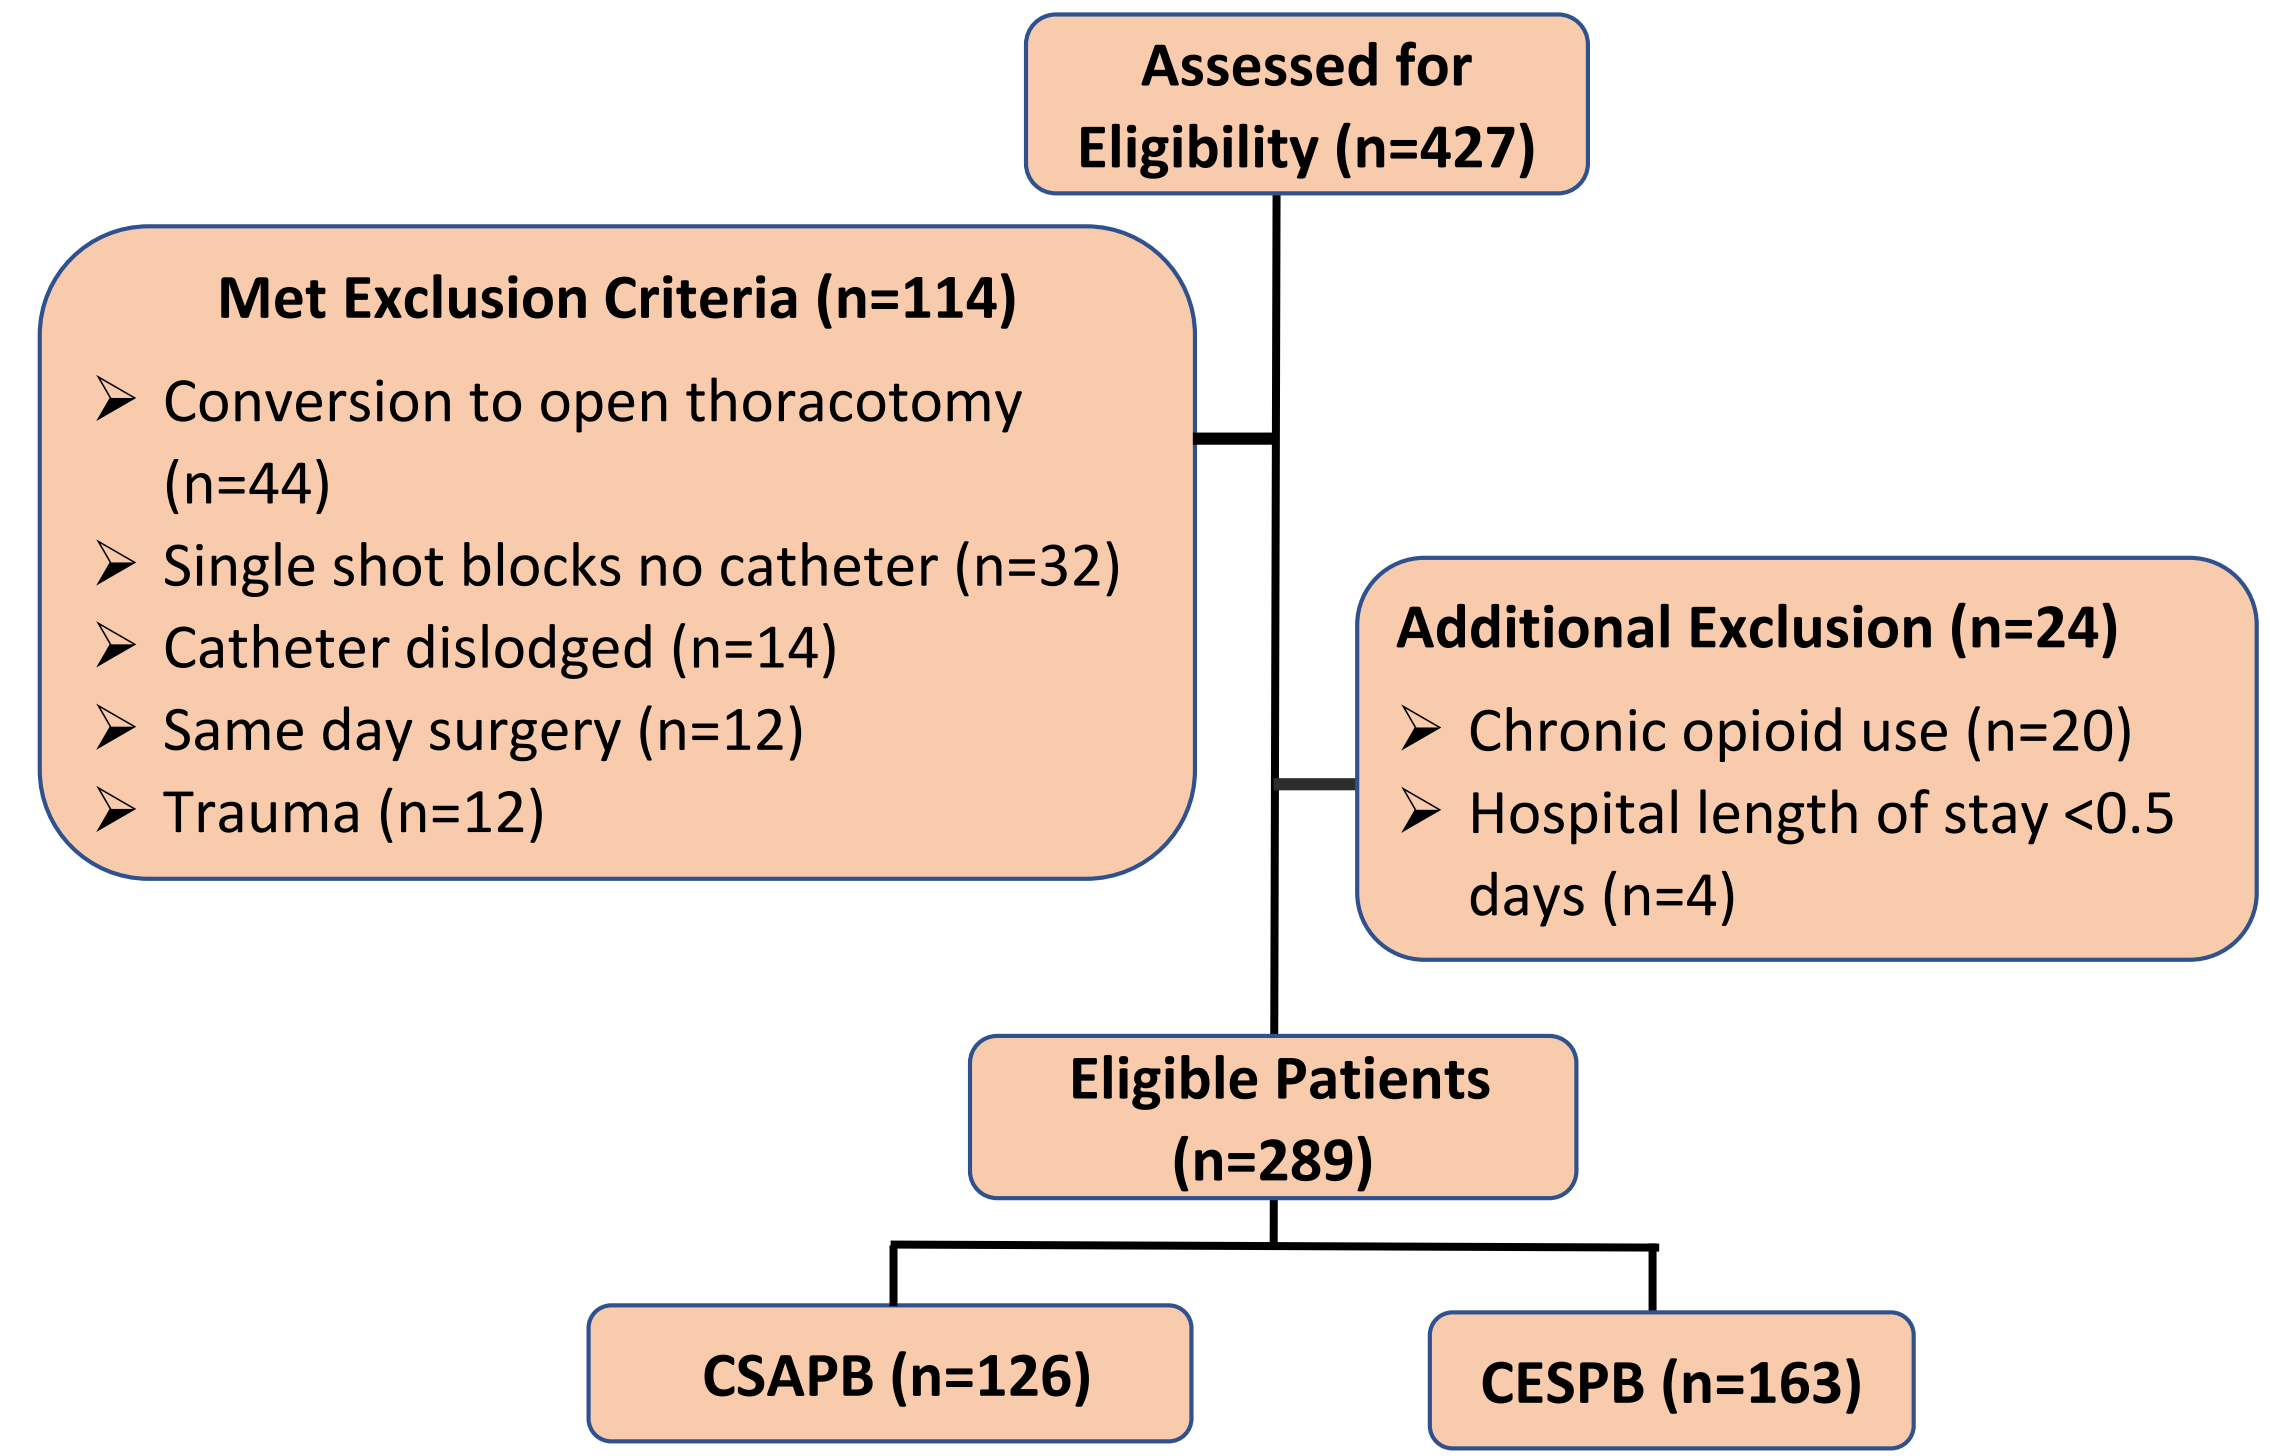 Assessed for
Eligibility (n=427)
Met Exclusion Criteria (n=114)
➢ Conversion to open thoracotomy
(n=44)
➢ Single shot blocks no catheter (n=32)
➢ Catheter dislodged (n=14)
➢ Same day surgery (n=12)
➢ Trauma (n=12)
Additional Exclusion (n=24)
➢ Chronic opioid use (n=20)
➢ Hospital length of stay <0.5
days (n=4)
Eligible Patients
(n=289)
CSAPB (n=126)
CESPB (n=163)